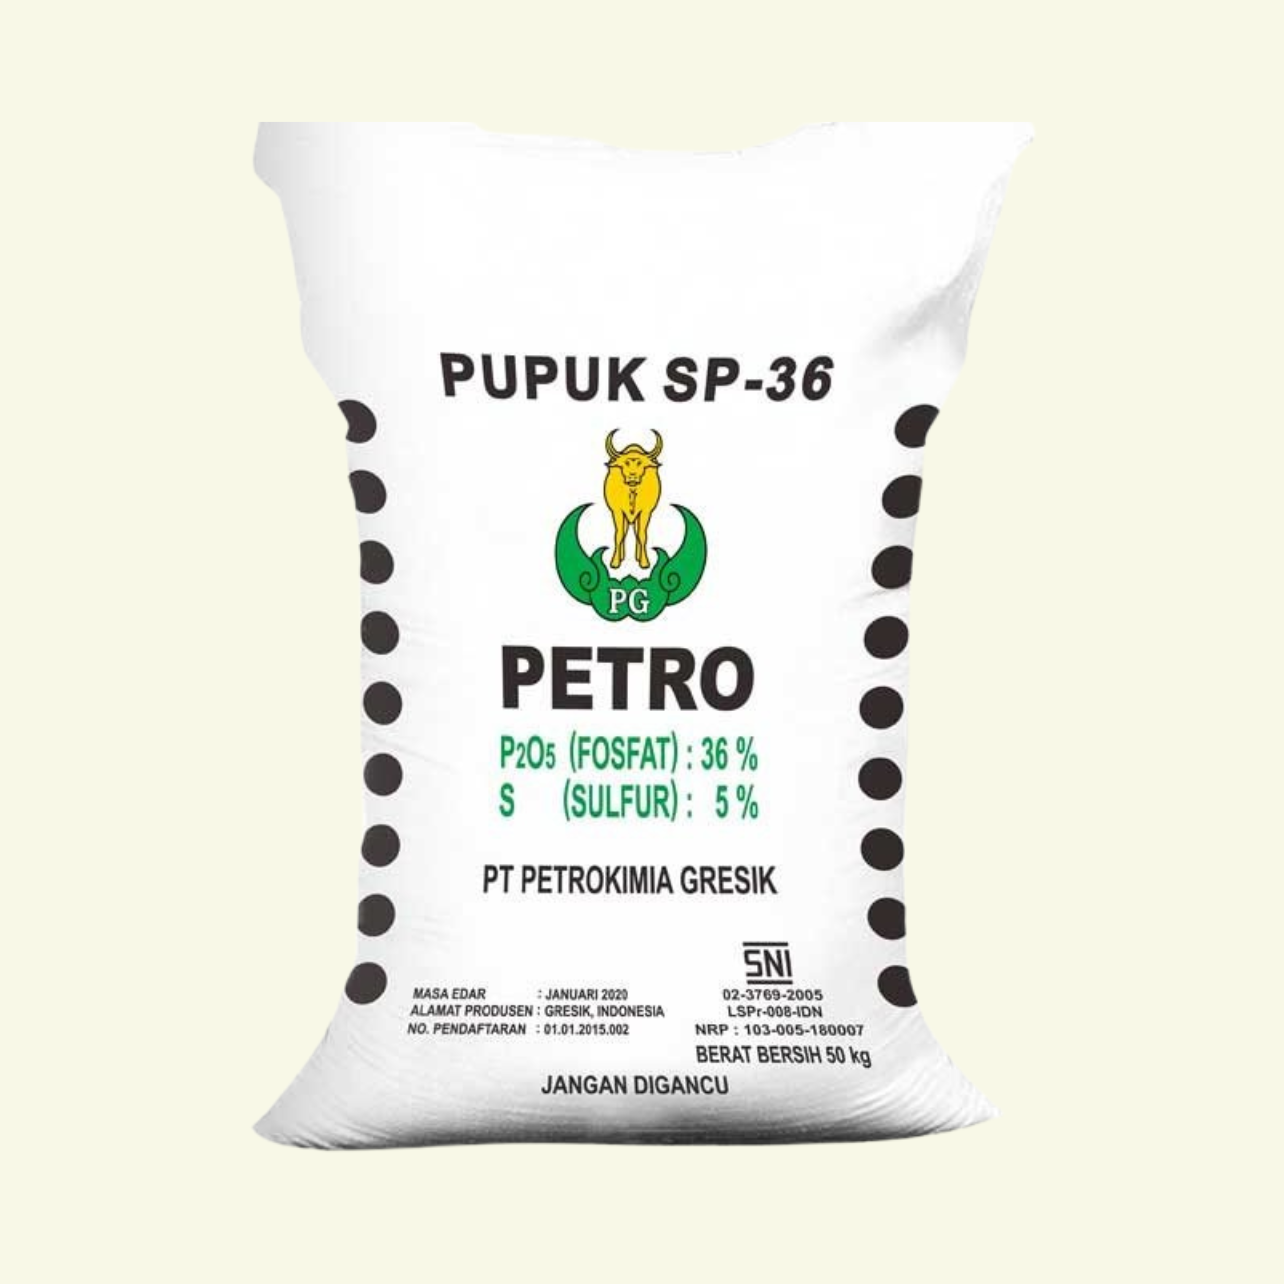 PUPUK SP-36
PG
PETRO
P2O5 (FOSFAT) : 36 %
S (SULFUR) : 5 %
PT PETROKIMIA GRESIK
SNI
02-3769-2005
LSPr-008-IDN
NRP : 103-005-180007
MASA EDAR : JANUARI 2020
ALAMAT PRODUSEN : GRESIK, INDONESIA
NO. PENDAFTARAN : 01.01.2015.002
BERAT BERSIH 50 kg
JANGAN DIGANCU